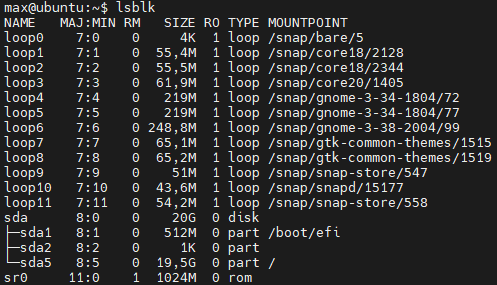 max@ubuntu:~$ lsblk
NAME   MAJ:MIN RM   SIZE RO TYPE MOUNTPOINT
loop0    7:0    0     4K  1 loop /snap/bare/5
loop1    7:1    0  55,4M  1 loop /snap/core18/2128
loop2    7:2    0  55,5M  1 loop /snap/core18/2344
loop3    7:3    0  61,9M  1 loop /snap/core20/1405
loop4    7:4    0   219M  1 loop /snap/gnome-3-34-1804/72
loop5    7:5    0   219M  1 loop /snap/gnome-3-34-1804/77
loop6    7:6    0 248,8M  1 loop /snap/gnome-3-38-2004/99
loop7    7:7    0  65,1M  1 loop /snap/gtk-common-themes/1515
loop8    7:8    0  65,2M  1 loop /snap/gtk-common-themes/1519
loop9    7:9    0    51M  1 loop /snap/snap-store/547
loop10   7:10   0  43,6M  1 loop /snap/snapd/15177
loop11   7:11   0  54,2M  1 loop /snap/snap-store/558
sda      8:0    0    20G  0 disk
├─sda1   8:1    0   512M  0 part /boot/efi
├─sda2   8:2    0     1K  0 part
└─sda5   8:5    0  19,5G  0 part /
sr0     11:0    1  1024M  0 rom